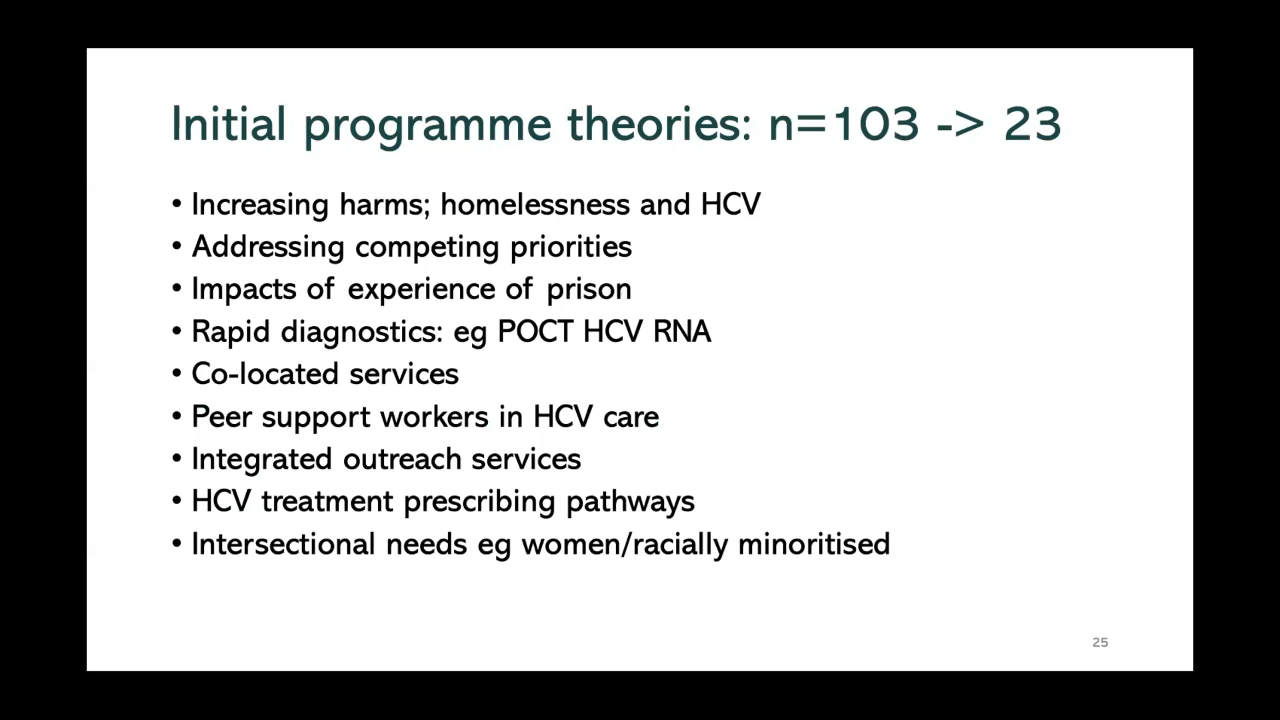 Initial programme theories: n=103 -> 23
• Increasing harms; homelessness and HCV
• Addressing competing priorities
• Impacts of experience of prison
• Rapid diagnostics: eg POCT HCV RNA
• Co-located services
• Peer support workers in HCV care
• Integrated outreach services
• HCV treatment prescribing pathways
• Intersectional needs eg women/racially minoritised
25